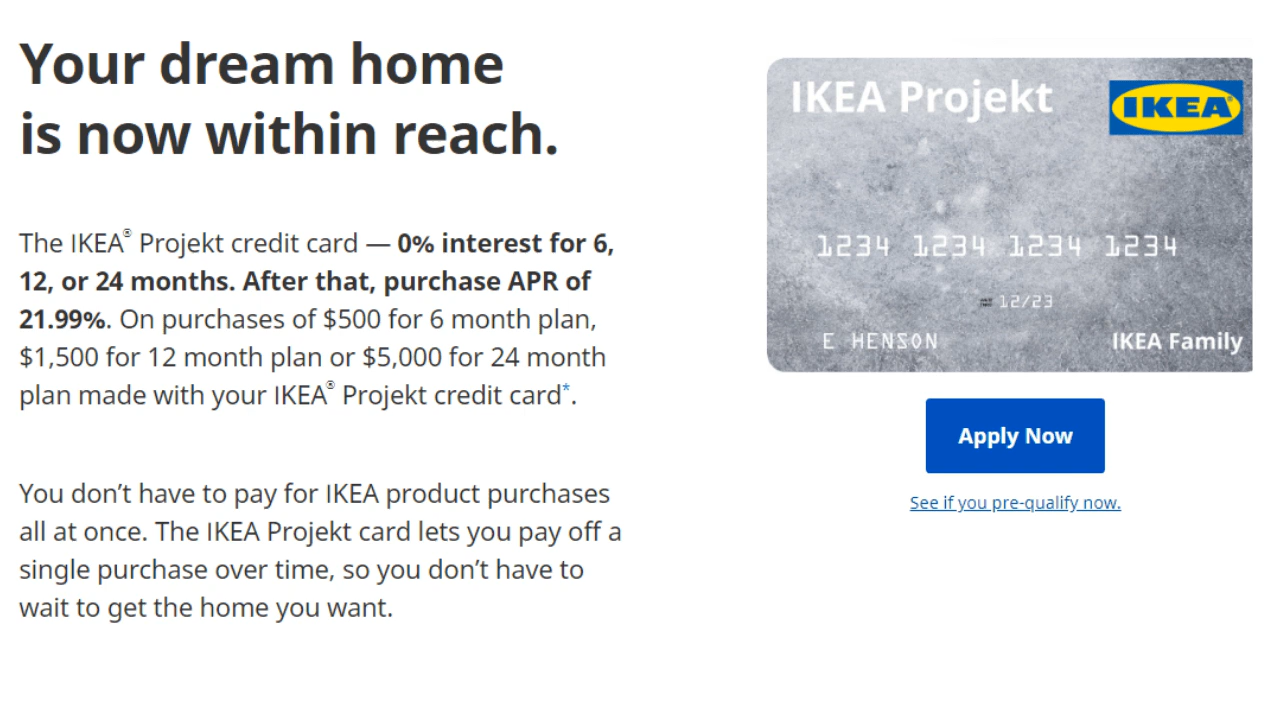 Your dream home
is now within reach.
The IKEA® Projekt credit card — 0% interest for 6,
12, or 24 months. After that, purchase APR of
21.99%. On purchases of $500 for 6 month plan,
$1,500 for 12 month plan or $5,000 for 24 month
plan made with your IKEA® Projekt credit card*.
You don’t have to pay for IKEA product purchases
all at once. The IKEA Projekt card lets you pay off a
single purchase over time, so you don’t have to
wait to get the home you want.
IKEA Projekt
IKEA®
1234 1234 1234 1234
12/23
E HENSON
IKEA Family
Apply Now
See if you pre-qualify now.